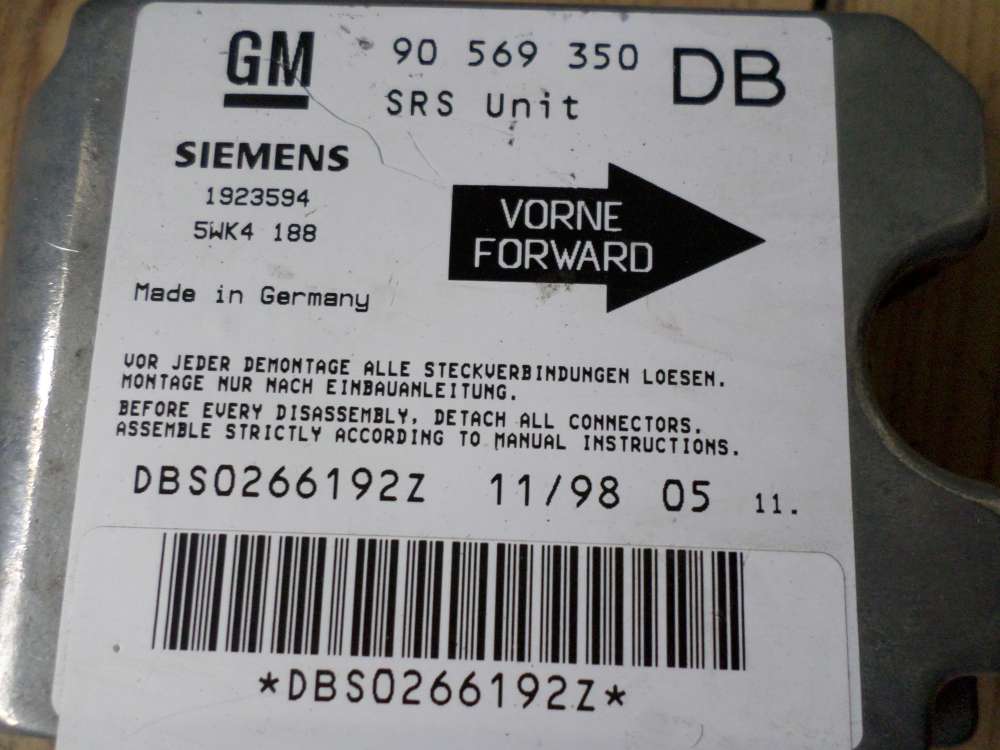 GM 90 569 350 DB
SRS Unit
SIEMENS
1923594
5WK4 188
VORNE
FORWARD
Made in Germany
VOR JEDER DEMONTAGE ALLE STECKVERBINDUNGEN LOESEN.
MONTAGE NUR NACH EINBAUANLEITUNG.
BEFORE EVERY DISASSEMBLY, DETACH ALL CONNECTORS.
ASSEMBLE STRICTLY ACCORDING TO MANUAL INSTRUCTIONS.
DBS0266192Z 11/98 05 11.
*DBS0266192Z*